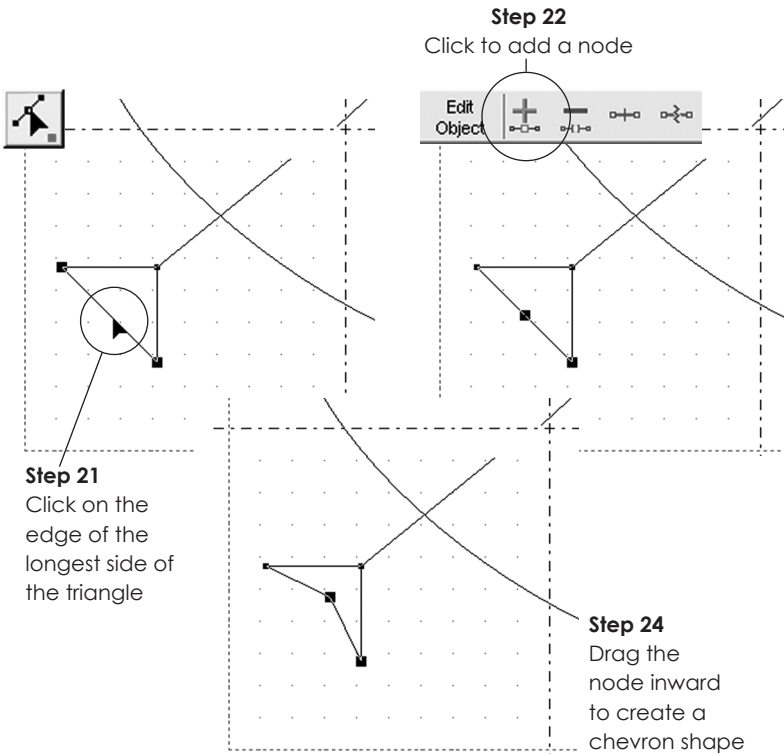 Step 22
Click to add a node
Edit
Object
Step 21
Click on the
edge of the
longest side of
the triangle
Step 24
Drag the
node inward
to create a
chevron shape